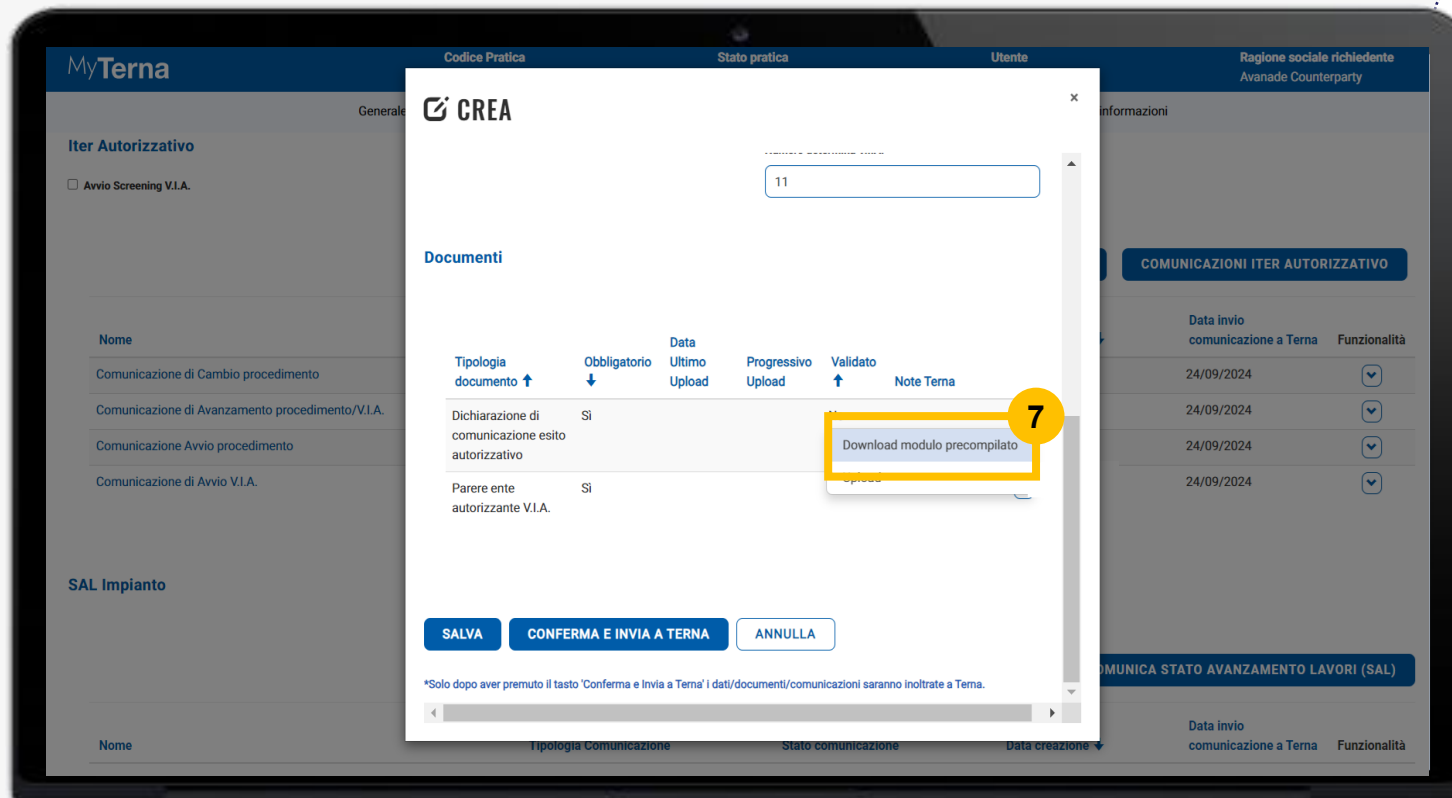 MyTerna
Codice Pratica
Stato pratica
Utente
Ragione sociale richiedente
Avanade Counterparty
Generale
informazioni
Iter Autorizzativo
Avvio Screening V.I.A.
COMUNICAZIONI ITER AUTORIZZATIVO
Nome
Data invio
comunicazione a Terna
Funzionalità
Comunicazione di Cambio procedimento
24/09/2024
Comunicazione di Avanzamento procedimento/V.I.A.
24/09/2024
Comunicazione Avvio procedimento
24/09/2024
Comunicazione di Avvio V.I.A.
24/09/2024
CREA
×
11
Documenti
Tipologia
documento
Obbligatorio
Data
Ultimo
Upload
Progressivo
Upload
Validato
Note Terna
Dichiarazione di
comunicazione esito
autorizzativo
Sì
7
Download modulo precompilato
Parere ente
autorizzante V.I.A.
Sì
SALVA
CONFERMA E INVIA A TERNA
ANNULLA
*Solo dopo aver premuto il tasto 'Conferma e Invia a Terna' i dati/documenti/comunicazioni saranno inoltrate a Terna.
SAL Impianto
COMUNICA STATO AVANZAMENTO LAVORI (SAL)
Nome
Tipologia Comunicazione
Stato comunicazione
Data creazione
Data invio
comunicazione a Terna
Funzionalità